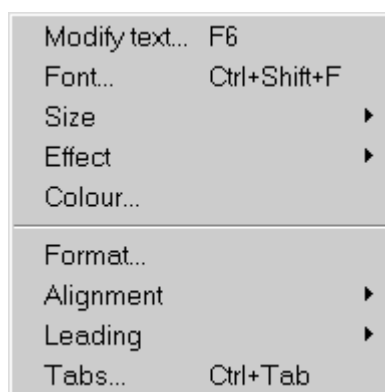 Modify text... F6
Font... Ctrl+Shift+F
Size
Effect
Colour...
Format...
Alignment
Leading
Tabs... Ctrl+Tab